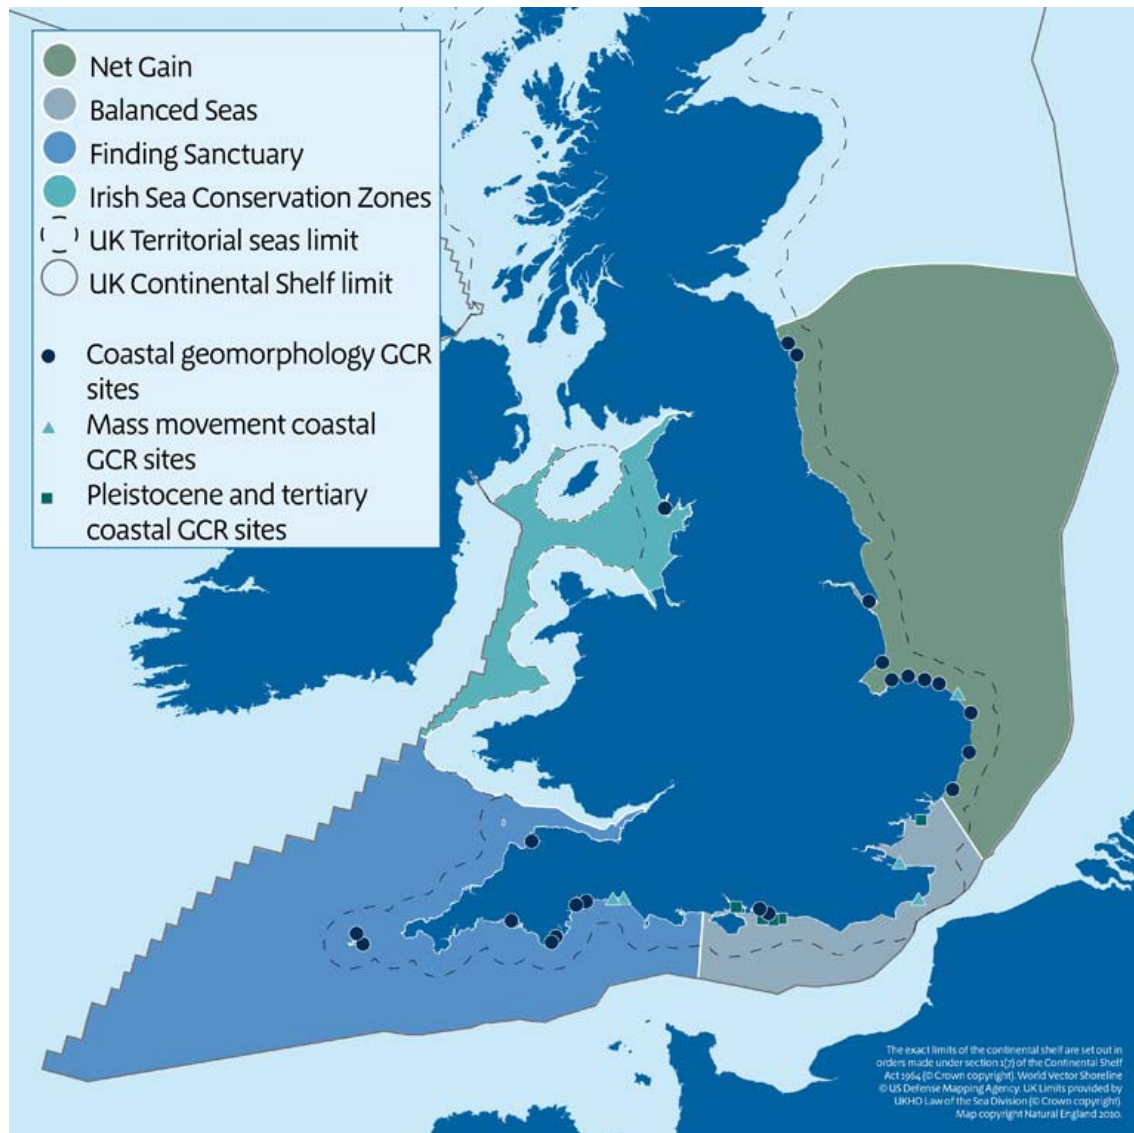 Net Gain
Balanced Seas
Finding Sanctuary
Irish Sea Conservation Zones
UK Territorial seas limit
UK Continental Shelf limit
Coastal geomorphology GCR
sites
Mass movement coastal
GCR sites
Pleistocene and tertiary
coastal GCR sites
The exact limits of the continental shelf are set out in
orders made under section 1(7) of the Continental Shelf
Act 1964 (© Crown copyright). World Vector Shoreline
© US Defense Mapping Agency. UK Limits provided by
UKHO Law of the Sea Division (© Crown copyright).
Map copyright Natural England 2010.